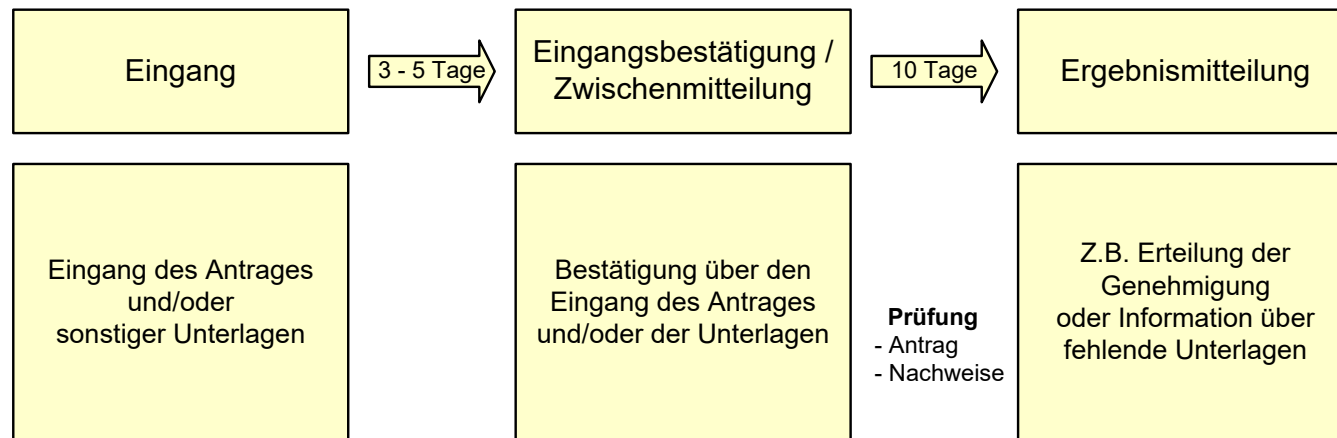 Eingang
3 - 5 Tage
Eingangsbestätigung /
Zwischenmitteilung
10 Tage
Ergebnismitteilung
Eingang des Antrages
und/oder
sonstiger Unterlagen
Bestätigung über den
Eingang des Antrages
und/oder der Unterlagen
Prüfung
- Antrag
- Nachweise
Z.B. Erteilung der
Genehmigung
oder Information über
fehlende Unterlagen